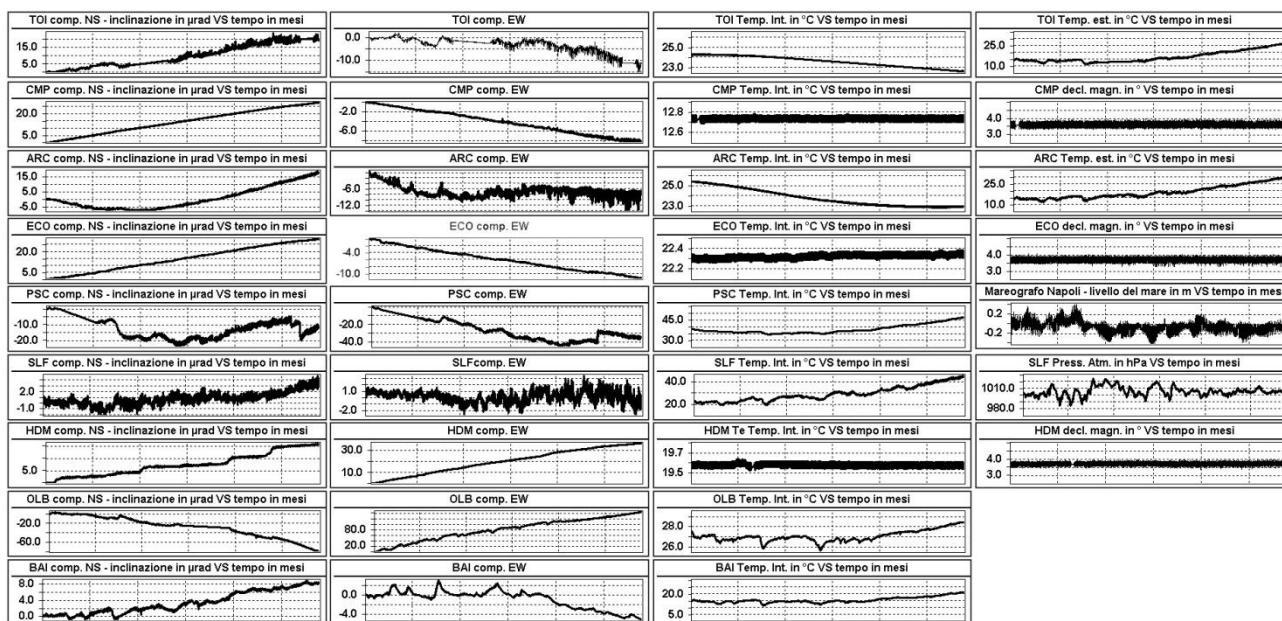 TOI comp. NS - inclinazione in µrad VS tempo in mesi
15.0
5.0
TOI comp. EW
0.0
-10.0
TOI Temp. Int. in °C VS tempo in mesi
25.0
23.0
TOI Temp. est. in °C VS tempo in mesi
25.0
10.0
CMP comp. NS - inclinazione in µrad VS tempo in mesi
20.0
5.0
CMP comp. EW
-2.0
-6.0
CMP Temp. Int. in °C VS tempo in mesi
12.8
12.6
CMP decl. magn. in ° VS tempo in mesi
4.0
3.0
ARC comp. NS - inclinazione in µrad VS tempo in mesi
15.0
5.0
-5.0
ARC comp. EW
-6.0
-12.0
ARC Temp. Int. in °C VS tempo in mesi
25.0
23.0
ARC Temp. est. in °C VS tempo in mesi
25.0
10.0
ECO comp. NS - inclinazione in µrad VS tempo in mesi
20.0
5.0
ECO comp. EW
-4.0
-10.0
ECO Temp. Int. in °C VS tempo in mesi
22.4
22.2
ECO decl. magn. in ° VS tempo in mesi
4.0
3.0
PSC comp. NS - inclinazione in µrad VS tempo in mesi
-10.0
-20.0
PSC comp. EW
-20.0
-40.0
PSC Temp. Int. in °C VS tempo in mesi
45.0
30.0
Mareografo Napoli - livello del mare in m VS tempo in mesi
0.2
-0.2
SLF comp. NS - inclinazione in µrad VS tempo in mesi
2.0
-1.0
SLFcomp. EW
1.0
-2.0
SLF Temp. Int. in °C VS tempo in mesi
40.0
20.0
SLF Press. Atm. in hPa VS tempo in mesi
1010.0
980.0
HDM comp. NS - inclinazione in µrad VS tempo in mesi
5.0
HDM comp. EW
30.0
10.0
HDM Te Temp. Int. in °C VS tempo in mesi
19.7
19.5
HDM decl. magn. in ° VS tempo in mesi
4.0
3.0
OLB comp. NS - inclinazione in µrad VS tempo in mesi
-20.0
-60.0
OLB comp. EW
80.0
20.0
OLB Temp. Int. in °C VS tempo in mesi
28.0
26.0
BAI comp. NS - inclinazione in µrad VS tempo in mesi
8.0
4.0
0.0
BAI comp. EW
0.0
-4.0
BAI Temp. Int. in °C VS tempo in mesi
20.0
5.0